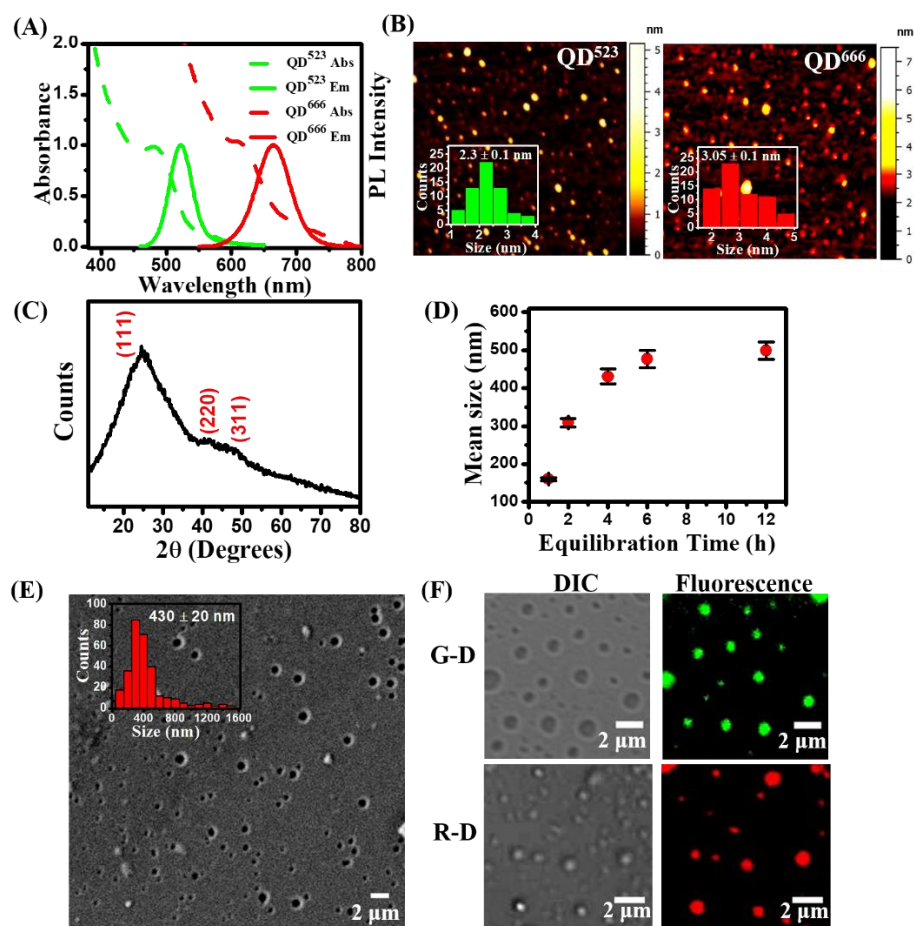 (A)
2.0
1.5
1.0
0.5
0.0
Absorbance
PL Intensity
QD⁵²³ Abs
QD⁵²³ Em
QD⁶⁶⁶ Abs
QD⁶⁶⁶ Em
400 500 600 700 800
Wavelength (nm)
(B)
QD⁵²³
2.3 ± 0.1 nm
25
20
15
10
5
0
Counts
1 2 3 4
Size (nm)
nm
5
4
3
2
1
0
QD⁶⁶⁶
3.05 ± 0.1 nm
25
20
15
10
5
0
Counts
2 3 4 5
Size (nm)
nm
7
6
5
4
3
2
1
0
(C)
Counts
(111)
(220)
(311)
20 30 40 50 60 70 80
2θ (Degrees)
(D)
500
400
300
200
100
Mean size (nm)
0 2 4 6 8 10 12
Equilibration Time (h)
(E)
100
80
60
40
20
0
Counts
430 ± 20 nm
0 400 800 1200 1600
Size (nm)
2 µm
(F)
DIC Fluorescence
G-D
2 µm 2 µm
R-D
2 µm 2 µm